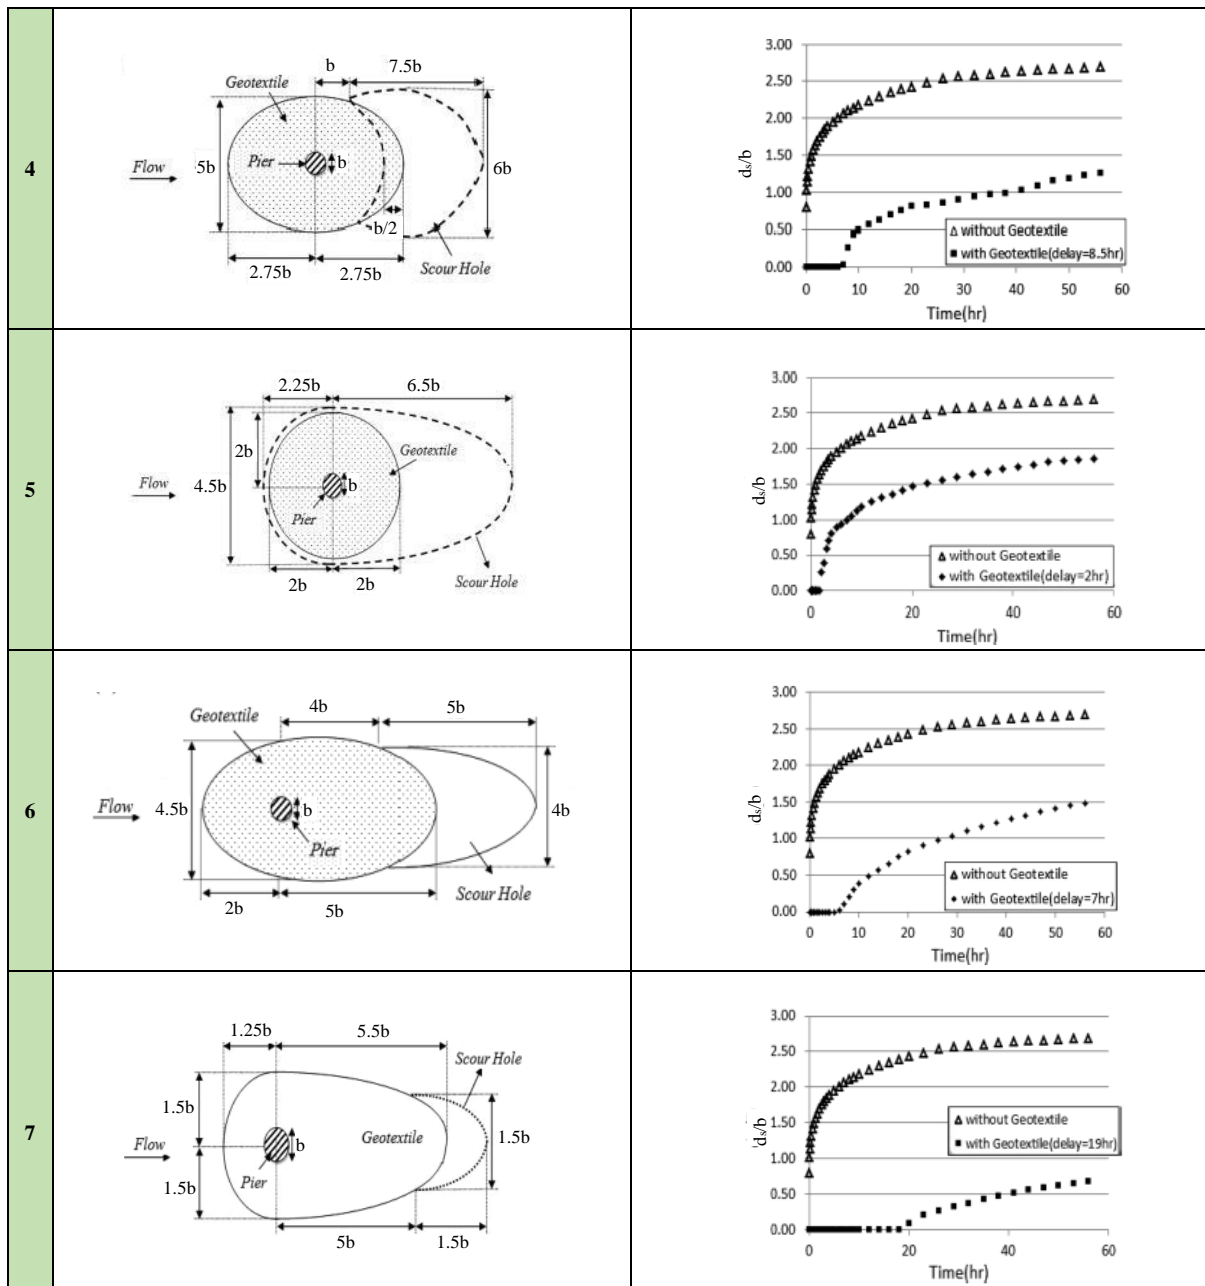 4
b
7.5b
Geotextile
Pier
b
Flow
5b
6b
b/2
Scour Hole
2.75b
2.75b
3.00
2.50
2.00
1.50
1.00
0.50
0.00
dₛ/b
without Geotextile
with Geotextile(delay=8.5hr)
0 10 20 30 40 50 60
Time(hr)
5
2.25b
6.5b
2b
Geotextile
Flow
4.5b
b
Pier
Scour Hole
2b
2b
3.00
2.50
2.00
1.50
1.00
0.50
0.00
dₛ/b
without Geotextile
with Geotextile(delay=2hr)
0 20 40 60
Time(hr)
6
4b
5b
Geotextile
Flow
4.5b
b
4b
Pier
Scour Hole
2b
5b
3.00
2.50
2.00
1.50
1.00
0.50
0.00
dₛ/b
without Geotextile
with Geotextile(delay=7hr)
0 10 20 30 40 50 60
Time(hr)
7
1.25b
5.5b
Scour Hole
1.5b
Flow
b
Geotextile
1.5b
Pier
1.5b
5b
1.5b
3.00
2.50
2.00
1.50
1.00
0.50
0.00
dₛ/b
without Geotextile
with Geotextile(delay=19hr)
0 20 40 60
Time(hr)